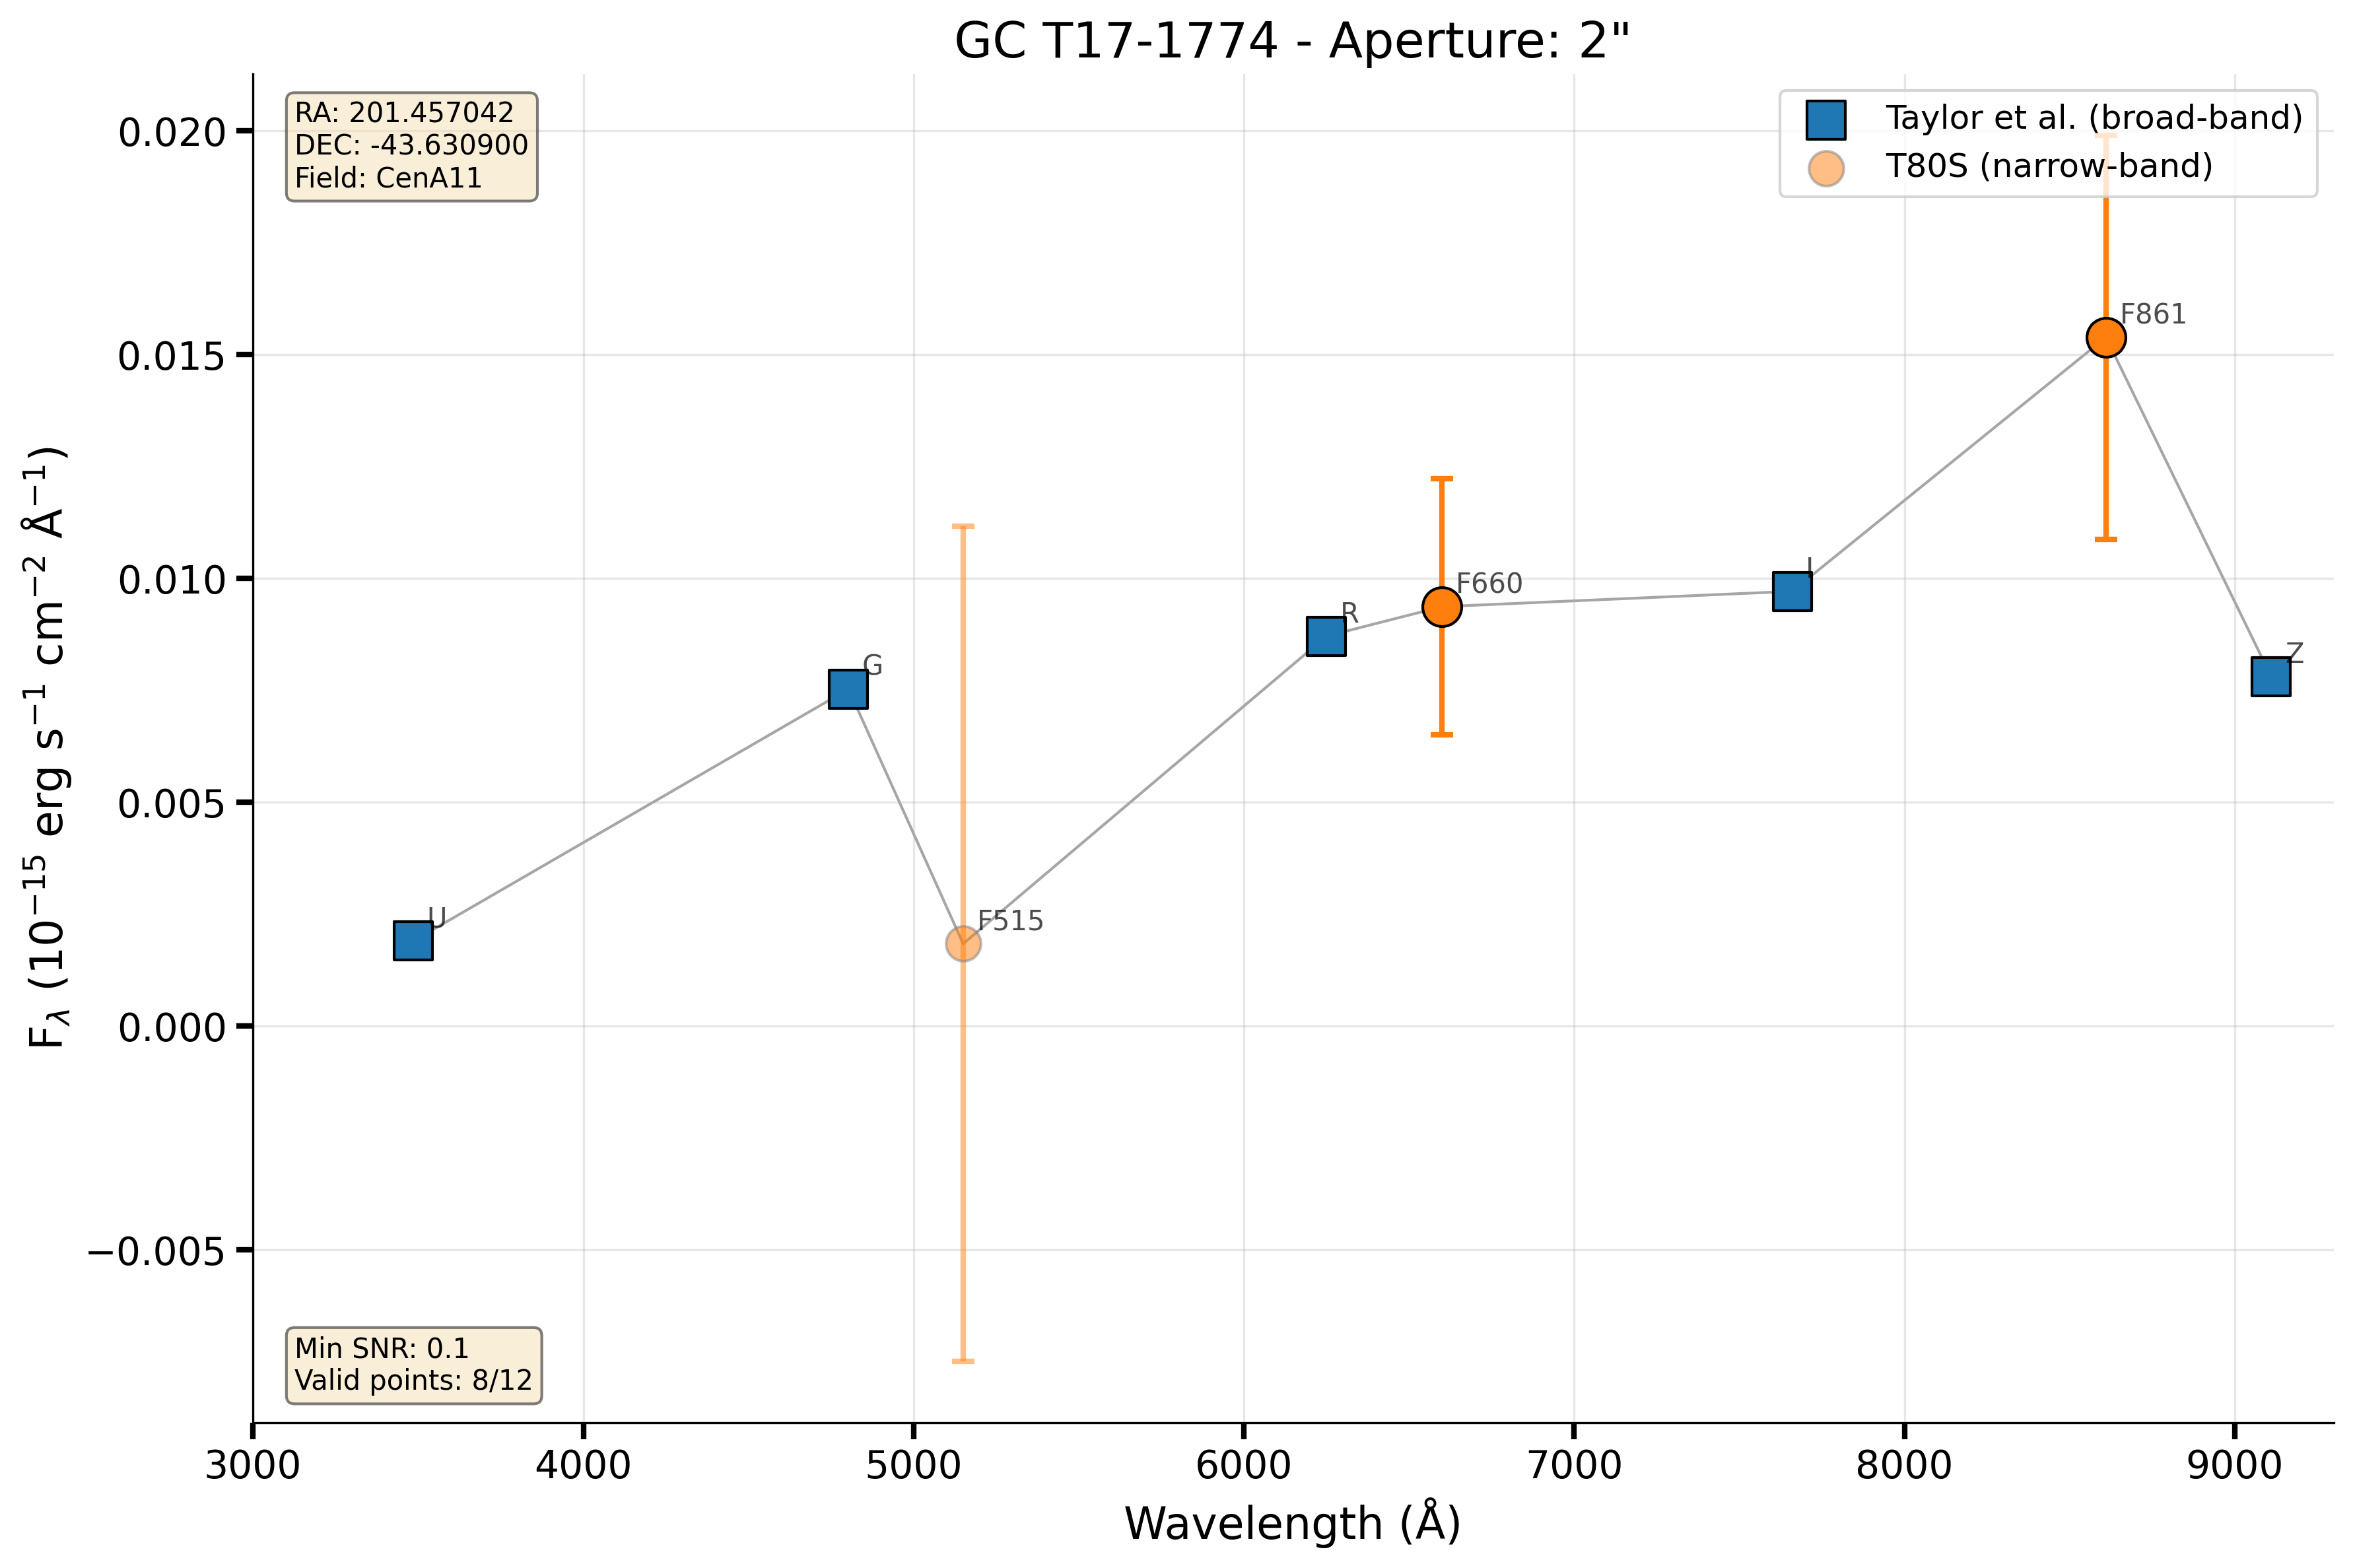 GC T17-1774 - Aperture: 2"
RA: 201.457042
DEC: -43.630900
Field: CenA11
Taylor et al. (broad-band)
T80S (narrow-band)
0.020
0.015
0.010
0.005
0.000
−0.005
F_λ (10⁻¹⁵ erg s⁻¹ cm⁻² Å⁻¹)
U
G
F515
R
F660
I
F861
Z
Min SNR: 0.1
Valid points: 8/12
3000 4000 5000 6000 7000 8000 9000
Wavelength (Å)